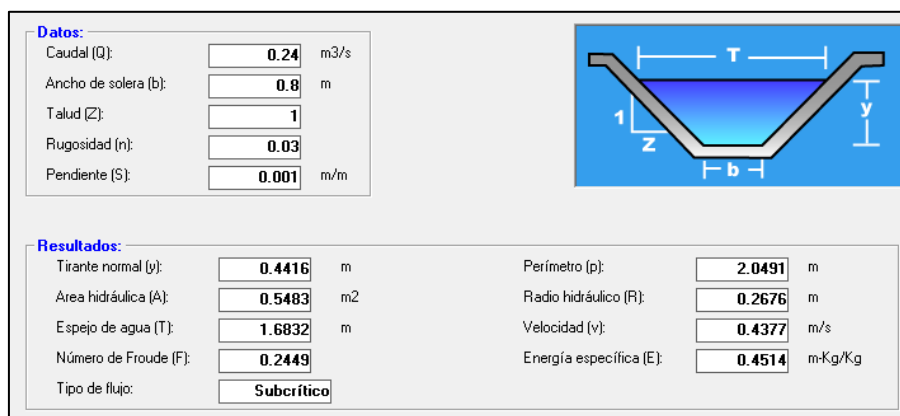 Datos:
Caudal (Q): 0.24 m3/s
Ancho de solera (b): 0.8 m
Talud (Z): 1
Rugosidad (n): 0.03
Pendiente (S): 0.001 m/m
T
1
Z
b
y
Resultados:
Tirante normal (y): 0.4416 m Perímetro (p): 2.0491 m
Area hidráulica (A): 0.5483 m2 Radio hidráulico (R): 0.2676 m
Espejo de agua (T): 1.6832 m Velocidad (v): 0.4377 m/s
Número de Froude (F): 0.2449 Energía específica (E): 0.4514 m-Kg/Kg
Tipo de flujo: Subcrítico